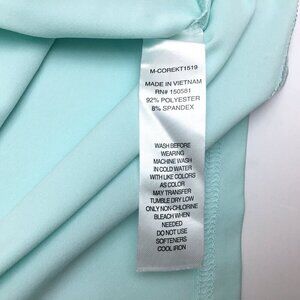 M-COREKT1519
MADE IN VIETNAM
RN# 150581
92% POLYESTER
8% SPANDEX
WASH BEFORE
WEARING
MACHINE WASH
IN COLD WATER
WITH LIKE COLORS
AS COLOR
MAY TRANSFER
TUMBLE DRY LOW
ONLY NON-CHLORINE
BLEACH WHEN
NEEDED
DO NOT USE
SOFTENERS
COOL IRON